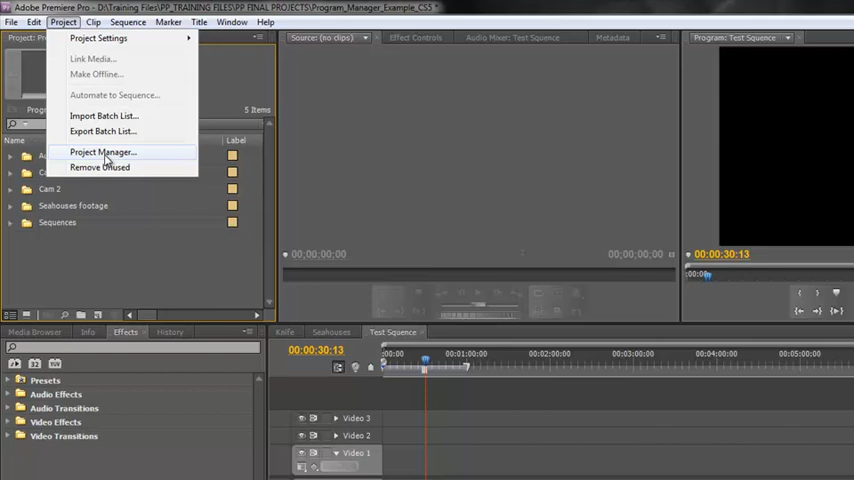 Adobe Premiere Pro - D:\Training Files\PP_TRAINING FILES\PP FINAL PROJECTS\Program_Manager_Example_CS5 *
File Edit Project Clip Sequence Marker Title Window Help
Project Settings
Link Media...
Make Offline...
Automate to Sequence...
Import Batch List...
Export Batch List...
Project Manager...
Remove Unused
5 Items
Name
Label
Cam 2
Seahouses footage
Sequences
Source: (no clips) Effect Controls Audio Mixer: Test Squence Metadata
Program: Test Squence
00;00;00;00 00;00;00;00
00:00:30:13
00:00
Media Browser Info Effects History
Presets
Audio Effects
Audio Transitions
Video Effects
Video Transitions
Knife Seahouses Test Squence
00:00:30:13
:00:00 00:01:00:00 00:02:00:00 00:03:00:00 00:04:00:00 00:05:00:00
Video 3
Video 2
Video 1